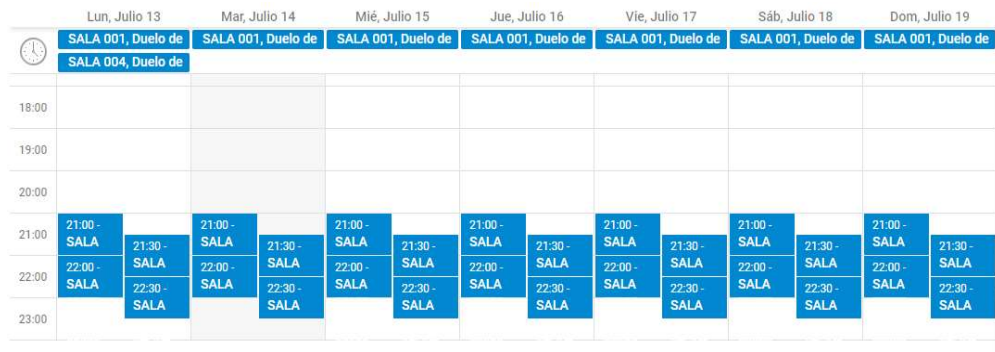 Lun, Julio 13 Mar, Julio 14 Mié, Julio 15 Jue, Julio 16 Vie, Julio 17 Sáb, Julio 18 Dom, Julio 19
SALA 001, Duelo de SALA 001, Duelo de SALA 001, Duelo de SALA 001, Duelo de SALA 001, Duelo de SALA 001, Duelo de SALA 001, Duelo de
SALA 004, Duelo de
18:00
19:00
20:00
21:00
21:00 - 21:00 - 21:00 - 21:00 - 21:00 - 21:00 - 21:00 -
SALA SALA SALA SALA SALA SALA SALA
21:30 - 21:30 - 21:30 - 21:30 - 21:30 - 21:30 - 21:30 -
SALA SALA SALA SALA SALA SALA SALA
22:00
22:00 - 22:00 - 22:00 - 22:00 - 22:00 - 22:00 - 22:00 -
SALA SALA SALA SALA SALA SALA SALA
22:30 - 22:30 - 22:30 - 22:30 - 22:30 - 22:30 - 22:30 -
SALA SALA SALA SALA SALA SALA SALA
23:00